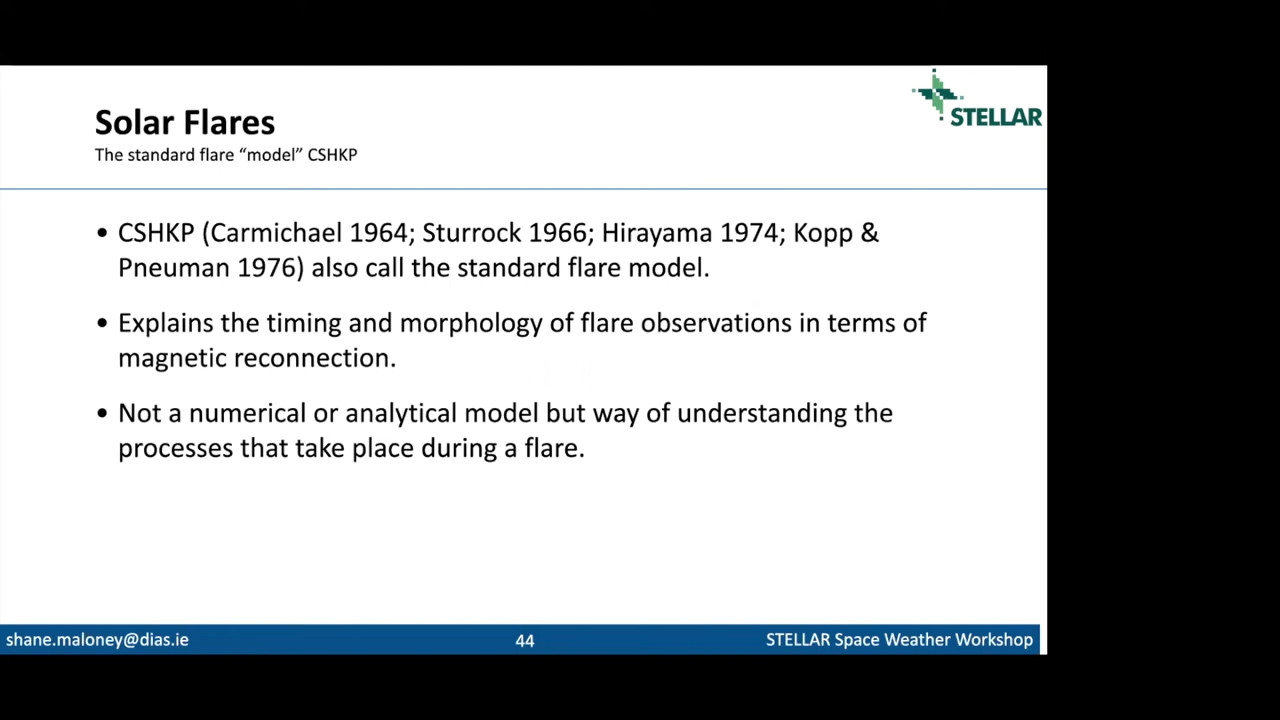 STELLAR
Solar Flares
The standard flare “model” CSHKP
• CSHKP (Carmichael 1964; Sturrock 1966; Hirayama 1974; Kopp &
Pneuman 1976) also call the standard flare model.
• Explains the timing and morphology of flare observations in terms of
magnetic reconnection.
• Not a numerical or analytical model but way of understanding the
processes that take place during a flare.
shane.maloney@dias.ie
44
STELLAR Space Weather Workshop